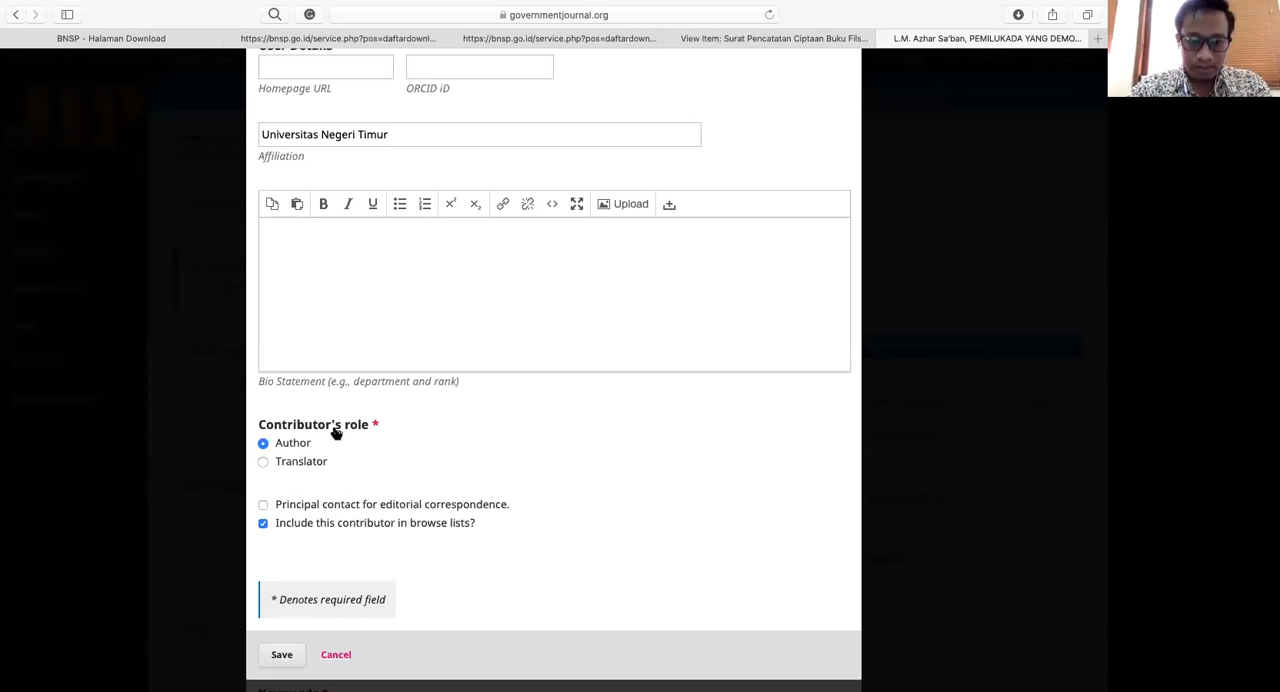 governmentjournal.org
BNSP - Halaman Download
https://bnsp.go.id/service.php?pos=daftardownl...
https://bnsp.go.id/service.php?pos=daftardown...
View Item: Surat Pencatatan Ciptaan Buku Fils...
L.M. Azhar Sa'ban, PEMILUKADA YANG DEMO...
User Details
Homepage URL
ORCID iD
Universitas Negeri Timur
Affiliation
B I U
Upload
Bio Statement (e.g., department and rank)
Contributor's role *
Author
Translator
Principal contact for editorial correspondence.
Include this contributor in browse lists?
* Denotes required field
Save
Cancel